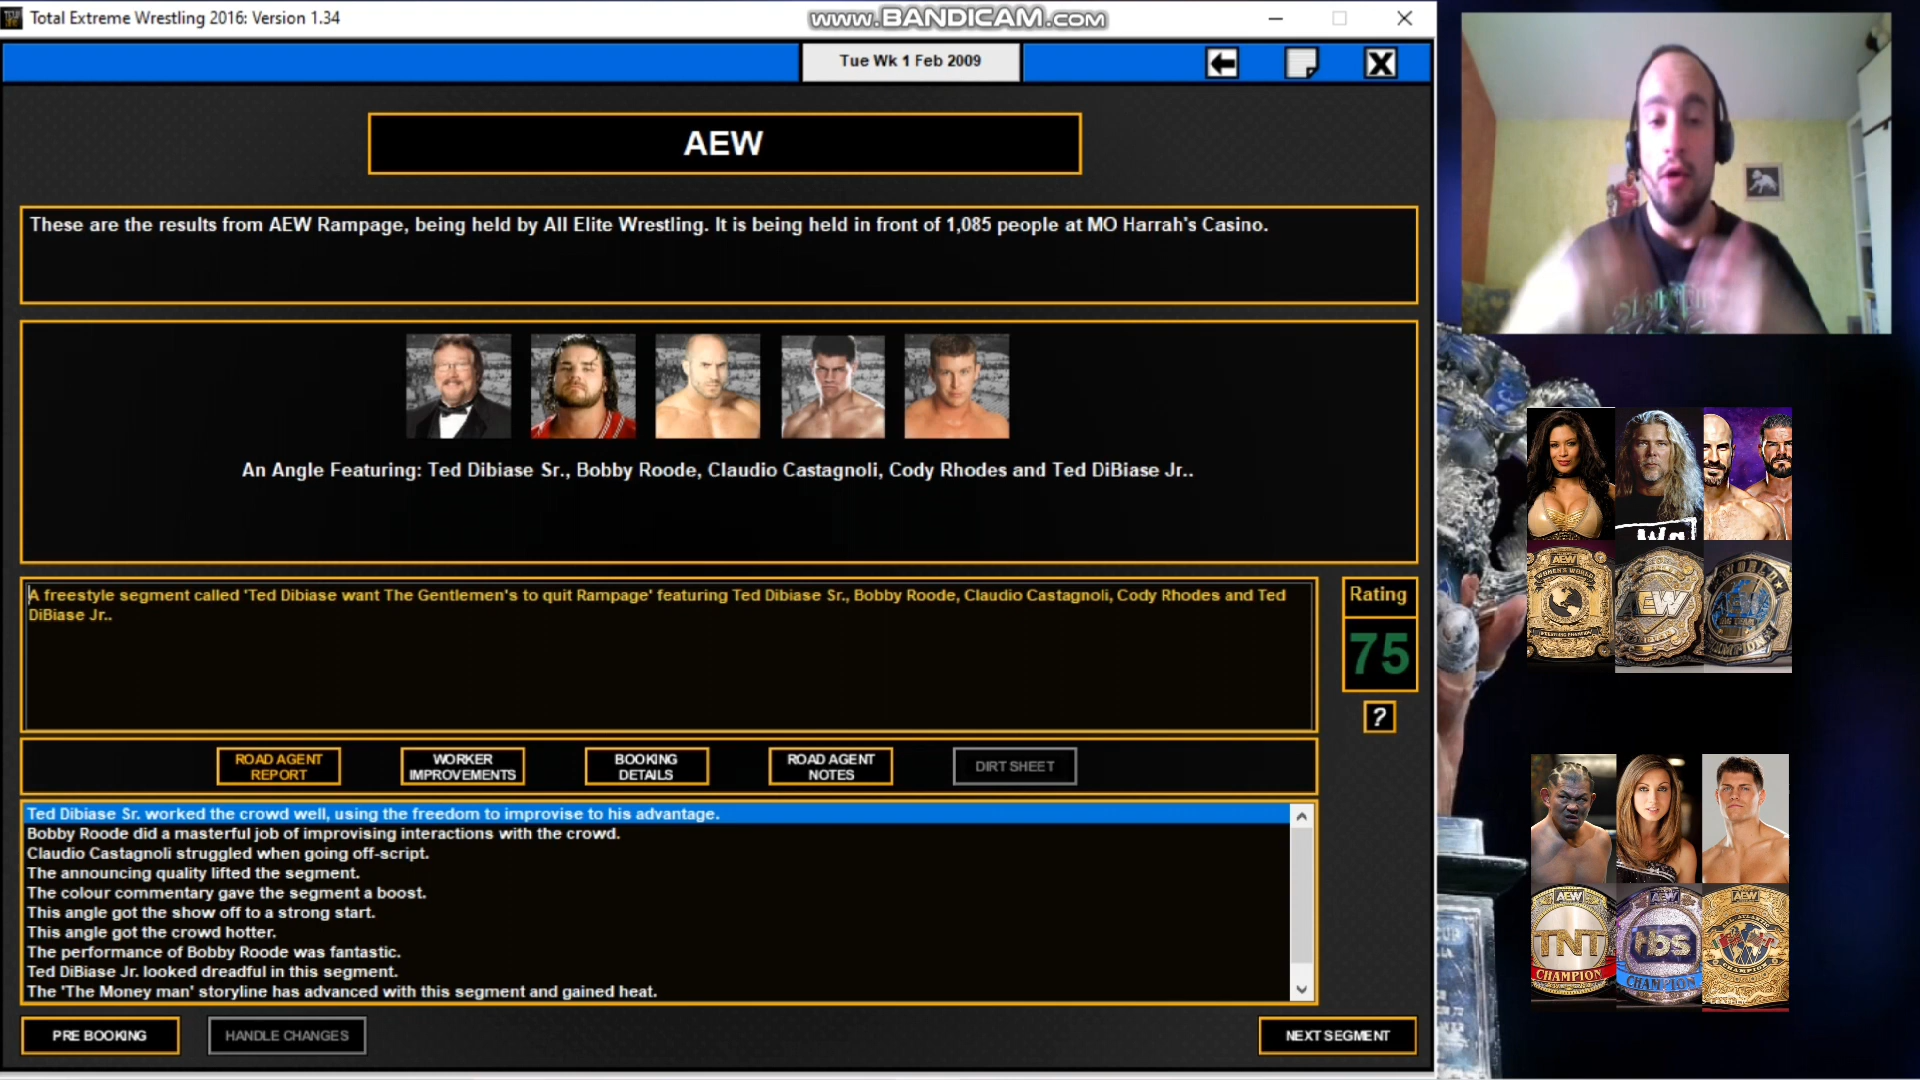 Total Extreme Wrestling 2016: Version 1.34
www.BANDICAM.com
Tue Wk 1 Feb 2009
AEW
These are the results from AEW Rampage, being held by All Elite Wrestling. It is being held in front of 1,085 people at MO Harrah's Casino.
An Angle Featuring: Ted Dibiase Sr., Bobby Roode, Claudio Castagnoli, Cody Rhodes and Ted DiBiase Jr..
A freestyle segment called 'Ted Dibiase want The Gentlemen's to quit Rampage' featuring Ted Dibiase Sr., Bobby Roode, Claudio Castagnoli, Cody Rhodes and Ted
DiBiase Jr..
Rating
75
?
ROAD AGENT
REPORT
WORKER
IMPROVEMENTS
BOOKING
DETAILS
ROAD AGENT
NOTES
DIRT SHEET
Ted Dibiase Sr. worked the crowd well, using the freedom to improvise to his advantage.
Bobby Roode did a masterful job of improvising interactions with the crowd.
Claudio Castagnoli struggled when going off-script.
The announcing quality lifted the segment.
The colour commentary gave the segment a boost.
This angle got the show off to a strong start.
This angle got the crowd hotter.
The performance of Bobby Roode was fantastic.
Ted DiBiase Jr. looked dreadful in this segment.
The 'The Money man' storyline has advanced with this segment and gained heat.
PRE BOOKING
HANDLE CHANGES
NEXT SEGMENT
AEW
WOMEN'S WORLD
AEW
WORLD
AEW
TNT
CHAMPION
AEW
tbs
CHAMPION
AEW
CHAMPION